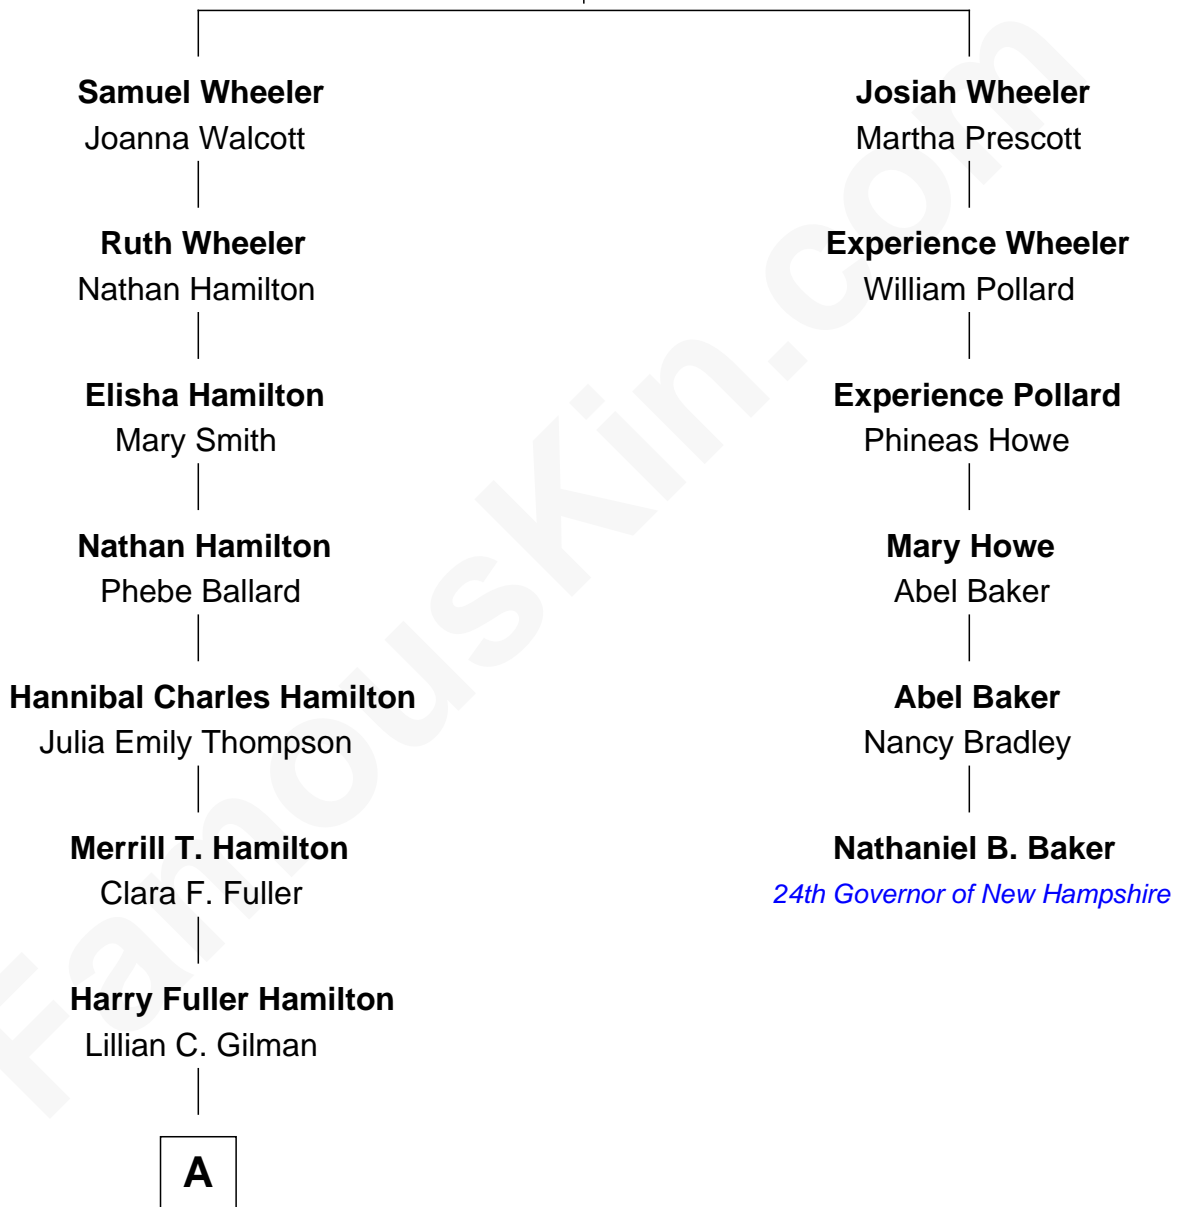 Samuel Wheeler
Joanna Walcott
Ruth Wheeler
Nathan Hamilton
Elisha Hamilton
Mary Smith
Nathan Hamilton
Phebe Ballard
Hannibal Charles Hamilton
Julia Emily Thompson
Merrill T. Hamilton
Clara F. Fuller
Harry Fuller Hamilton
Lillian C. Gilman
A
Josiah Wheeler
Martha Prescott
Experience Wheeler
William Pollard
Experience Pollard
Phineas Howe
Mary Howe
Abel Baker
Abel Baker
Nancy Bradley
Nathaniel B. Baker
24th Governor of New Hampshire
FamousKin.com